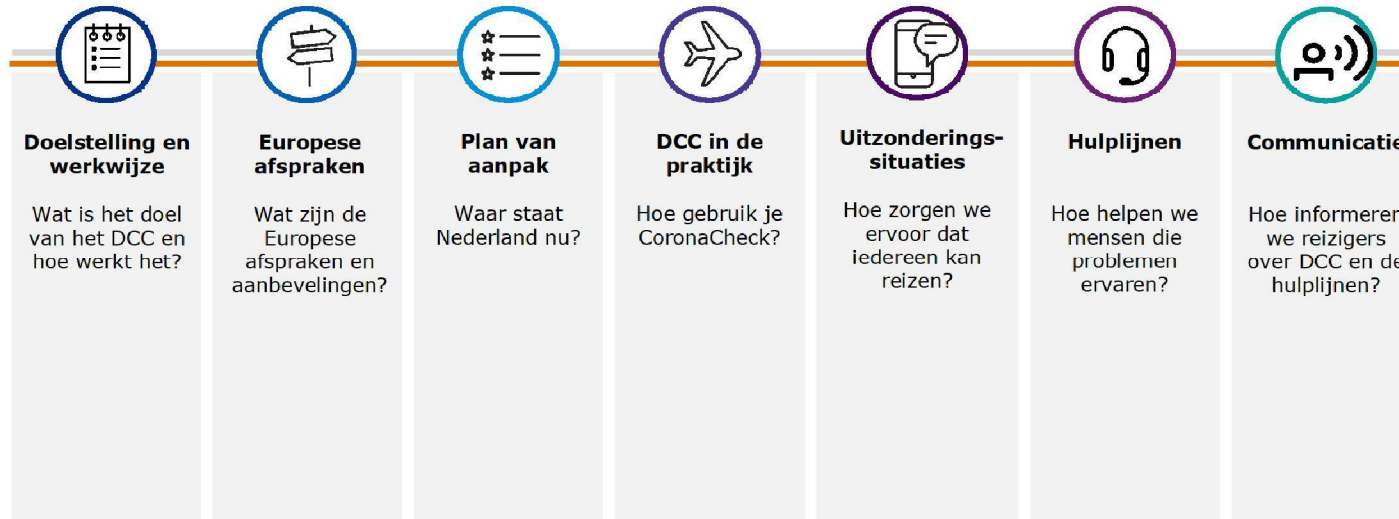 Doelstelling en
werkwijze
Wat is het doel
van het DCC en
hoe werkt het?
Europese
afspraken
Wat zijn de
Europese
afspraken en
aanbevelingen?
Plan van
aanpak
Waar staat
Nederland nu?
DCC in de
praktijk
Hoe gebruik je
CoronaCheck?
Uitzonderings-
situaties
Hoe zorgen we
ervoor dat
iedereen kan
reizen?
Hulplijnen
Hoe helpen we
mensen die
problemen
ervaren?
Communicatie
Hoe informeren
we reizigers
over DCC en de
hulplijnen?